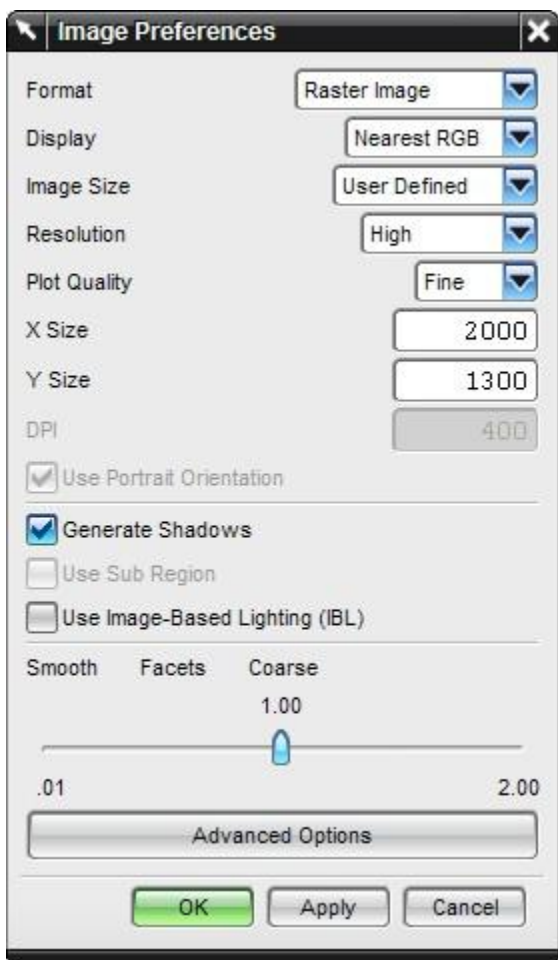 Image Preferences
Format Raster Image
Display Nearest RGB
Image Size User Defined
Resolution High
Plot Quality Fine
X Size 2000
Y Size 1300
DPI 400
Use Portrait Orientation
Generate Shadows
Use Sub Region
Use Image-Based Lighting (IBL)
Smooth Facets Coarse
1.00
.01 2.00
Advanced Options
OK Apply Cancel